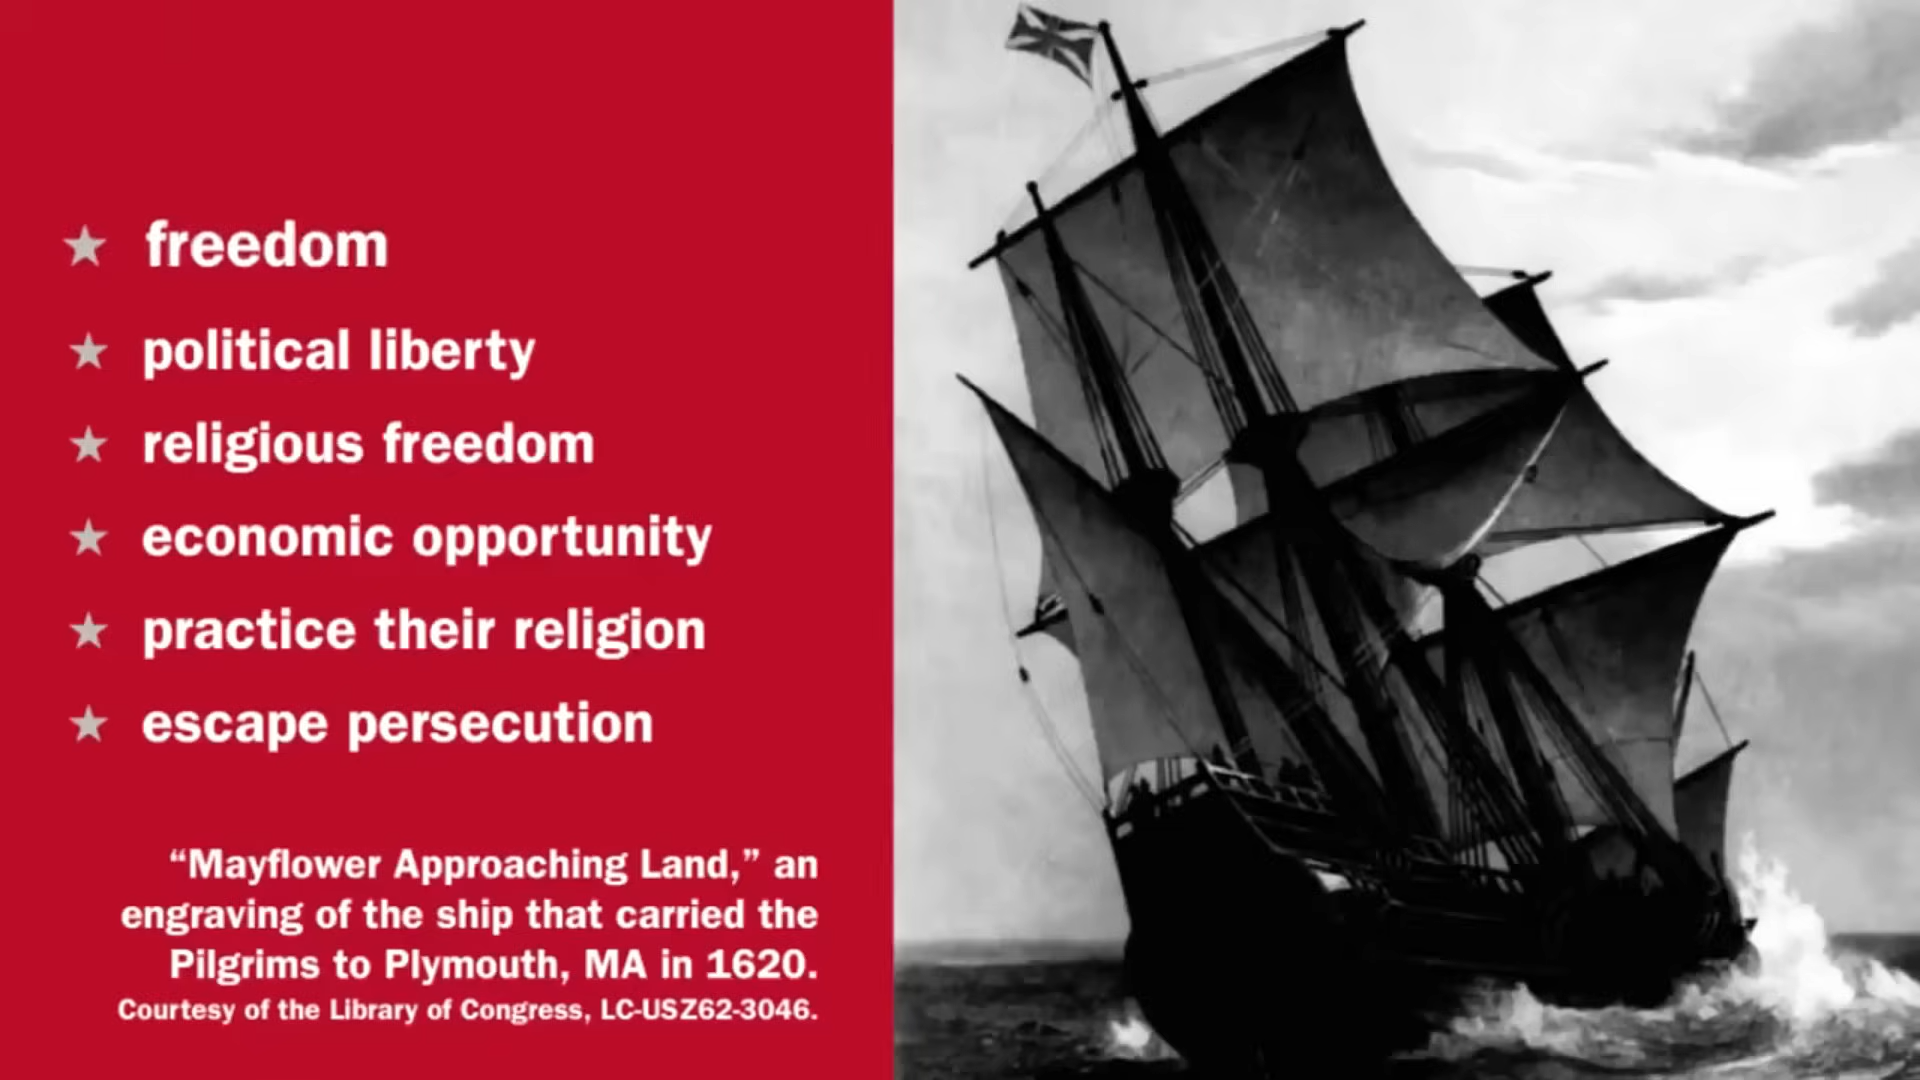 freedom
political liberty
religious freedom
economic opportunity
practice their religion
escape persecution
“Mayflower Approaching Land,” an
engraving of the ship that carried the
Pilgrims to Plymouth, MA in 1620.
Courtesy of the Library of Congress, LC-USZ62-3046.